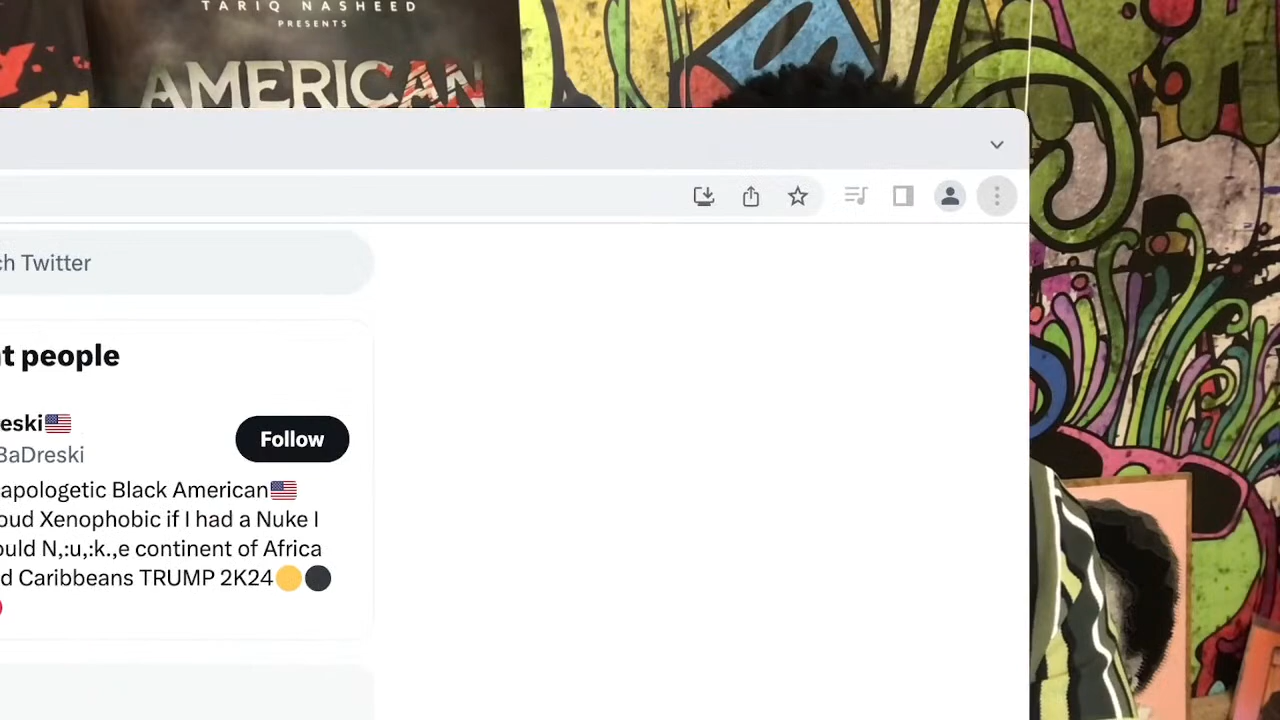 TARIQ NASHEED
PRESENTS
AMERICAN
ch Twitter
t people
eski🇺🇸
Follow
BaDreski
apologetic Black American🇺🇸
oud Xenophobic if I had a Nuke I
ould N,:u,:k.,e continent of Africa
d Caribbeans TRUMP 2K24🟡⚫